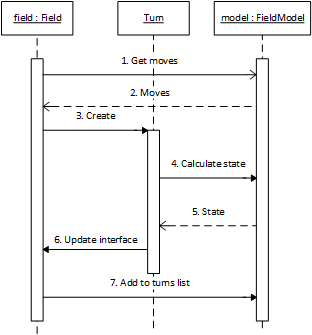 field : Field
Turn
model : FieldModel
1. Get moves
2. Moves
3. Create
4. Calculate state
5. State
6. Update interface
7. Add to turns list